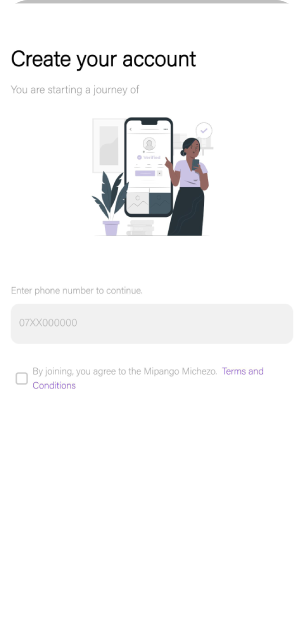 Create your account
You are starting a journey of
Enter phone number to continue.
07XX000000
By joining, you agree to the Mipango Michezo. Terms and
Conditions